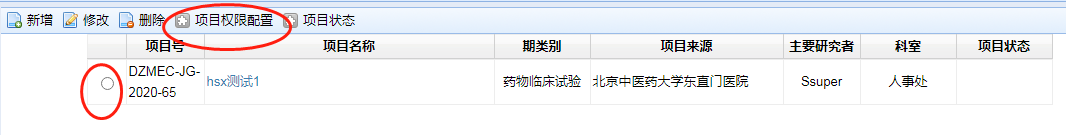 新增 修改 删除 项目权限配置 项目状态
项目号 项目名称 期类别 项目来源 主要研究者 科室 项目状态
DZMEC-JG-
2020-65 hsx测试1 药物临床试验 北京中医药大学东直门医院 Ssuper 人事处